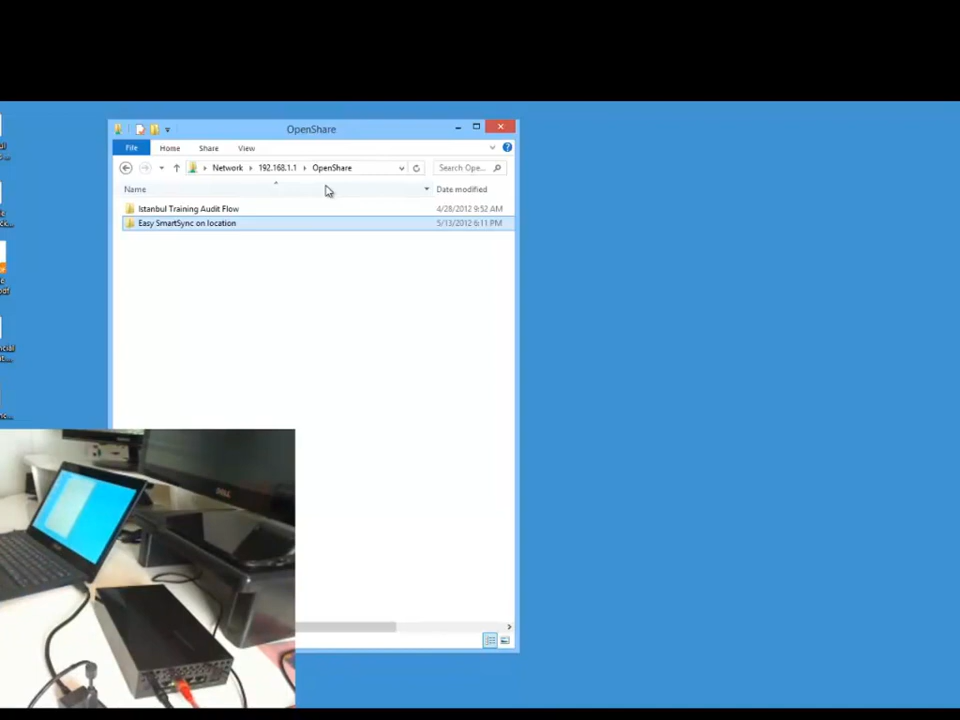 OpenShare
File Home Share View
Network 192.168.1.1 OpenShare Search Ope...
Name Date modified
Istanbul Training Audit Flow 4/28/2012 9:52 AM
Easy SmartSync on location 5/13/2012 6:11 PM
DELL